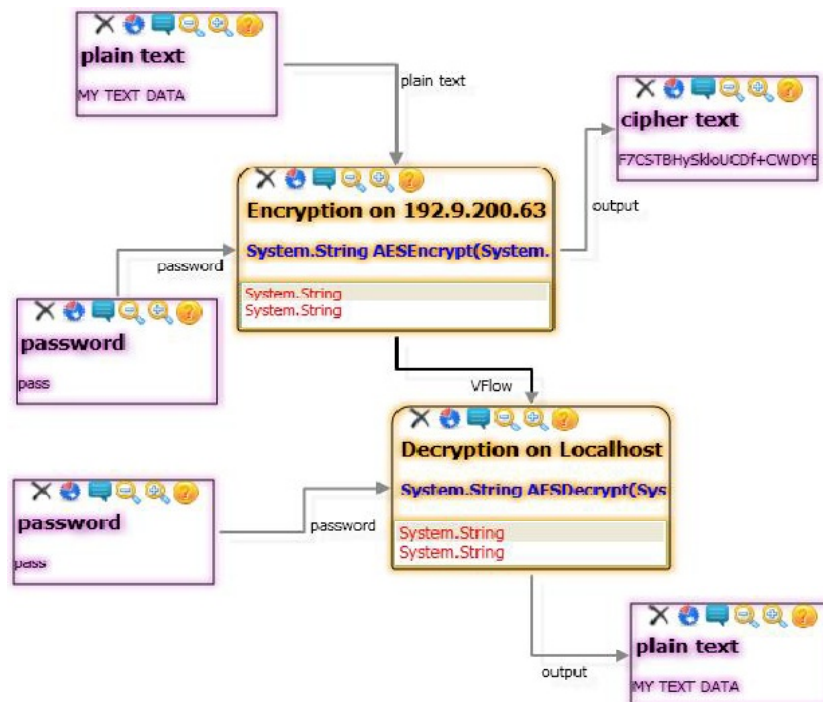 plain text
MY TEXT DATA
plain text
cipher text
F7CSTBHySkloUCDf+CWDYE
Encryption on 192.9.200.63
output
System.String AESEncrypt(System.
password
System.String
System.String
password
pass
VFlow
Decryption on Localhost
System.String AESDecrypt(Sys
password
password
System.String
System.String
pass
plain text
output
MY TEXT DATA